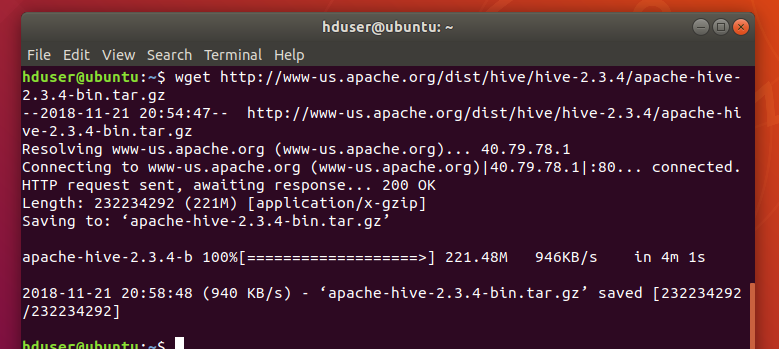 hduser@ubuntu: ~
File Edit View Search Terminal Help
hduser@ubuntu:~$ wget http://www-us.apache.org/dist/hive/hive-2.3.4/apache-hive-
2.3.4-bin.tar.gz
--2018-11-21 20:54:47--  http://www-us.apache.org/dist/hive/hive-2.3.4/apache-hi
ve-2.3.4-bin.tar.gz
Resolving www-us.apache.org (www-us.apache.org)... 40.79.78.1
Connecting to www-us.apache.org (www-us.apache.org)|40.79.78.1|:80... connected.
HTTP request sent, awaiting response... 200 OK
Length: 232234292 (221M) [application/x-gzip]
Saving to: ‘apache-hive-2.3.4-bin.tar.gz’
apache-hive-2.3.4-b 100%[===================>] 221.48M   946KB/s    in 4m 1s
2018-11-21 20:58:48 (940 KB/s) - ‘apache-hive-2.3.4-bin.tar.gz’ saved [232234292
/232234292]
hduser@ubuntu:~$